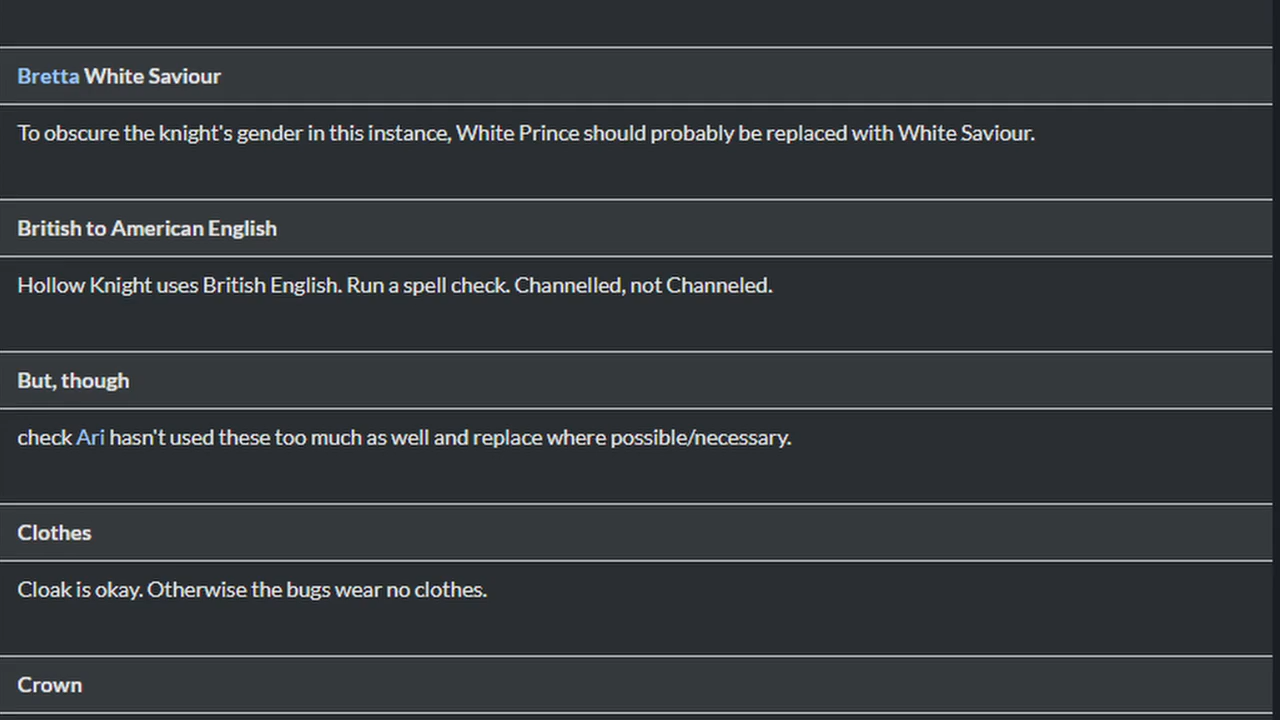 Bretta White Saviour
To obscure the knight's gender in this instance, White Prince should probably be replaced with White Saviour.
British to American English
Hollow Knight uses British English. Run a spell check. Channelled, not Channeled.
But, though
check Ari hasn't used these too much as well and replace where possible/necessary.
Clothes
Cloak is okay. Otherwise the bugs wear no clothes.
Crown